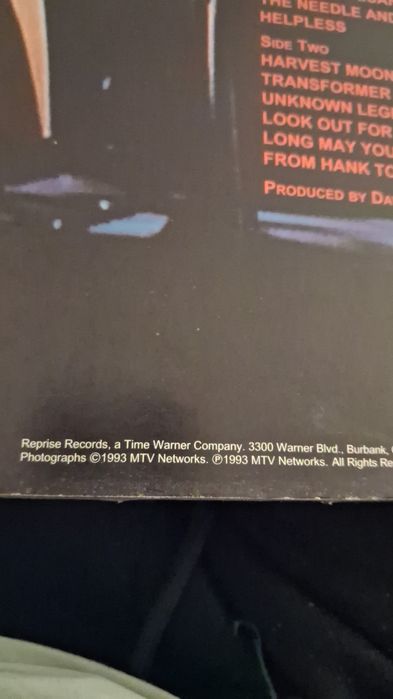 THE NEEDLE AND
HELPLESS
SIDE TWO
HARVEST MOON
TRANSFORMER
UNKNOWN
LOOK OUT FOR
LONG MAY YOU
FROM HANK TO
PRODUCED BY
Reprise Records, a Time Warner Company. 3300 Warner Blvd., Burbank,
Photographs ©1993 MTV Networks. ℗1993 MTV Networks. All Rights